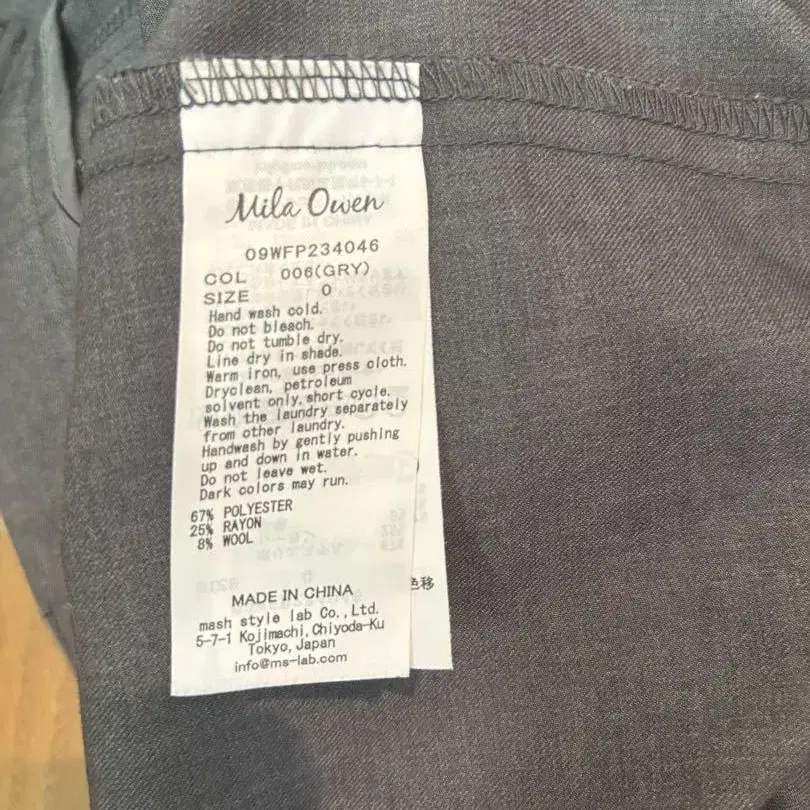 Mila Owen
09WFP234046
COL 006(GRY)
SIZE 0
Hand wash cold.
Do not bleach.
Do not tumble dry.
Line dry in shade.
Warm iron, use press cloth.
Dryclean, petroleum
solvent only,short cycle.
Wash the laundry separately
from other laundry.
Handwash by gently pushing
up and down in water.
Do not leave wet.
Dark colors may run.
67% POLYESTER
25% RAYON
8% WOOL
MADE IN CHINA
mash style lab Co.,Ltd.
5-7-1 Kojimachi,Chiyoda-Ku
Tokyo,Japan
info@ms-lab.com
色移